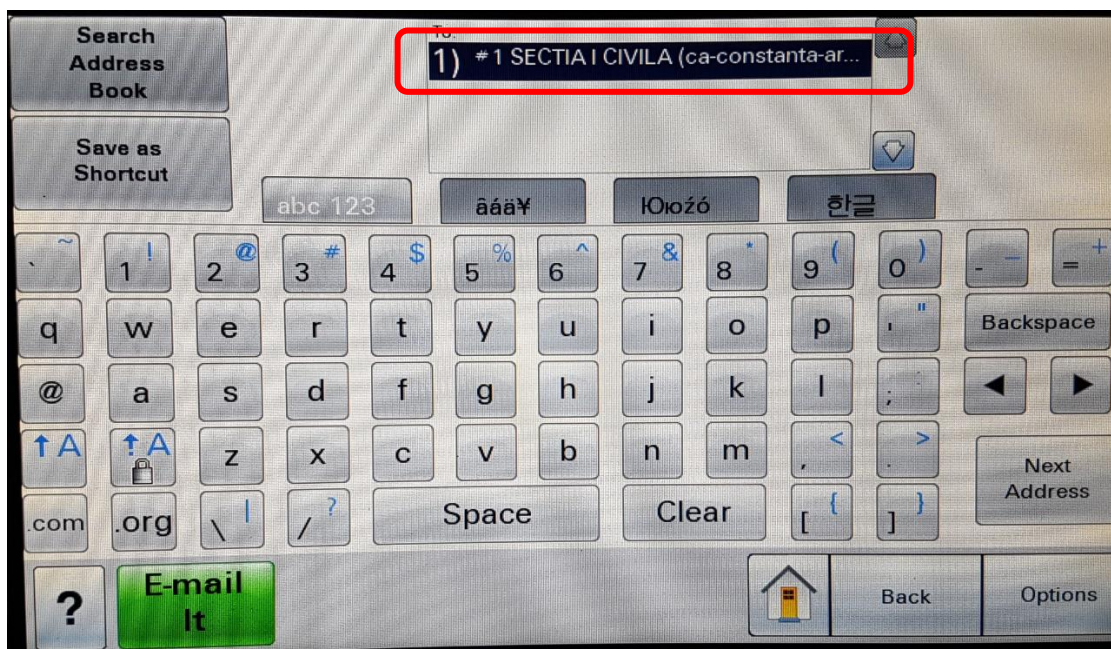 Search
Address
Book
To:
1) #1 SECTIA I CIVILA (ca-constanta-ar...
Save as
Shortcut
abc 123 âáä¥ Ююźó 한글
` ~ 1 ! 2 @ 3 # 4 $ 5 % 6 ^ 7 & 8 * 9 ( 0 ) - _ = +
q w e r t y u i o p ' " Backspace
@ a s d f g h j k l ; : ◀ ▶
↑A ↑A z x c v b n m , < . >
Next
Address
.com .org \ | / ? Space Clear [ { ] }
? E-mail
It
Back Options